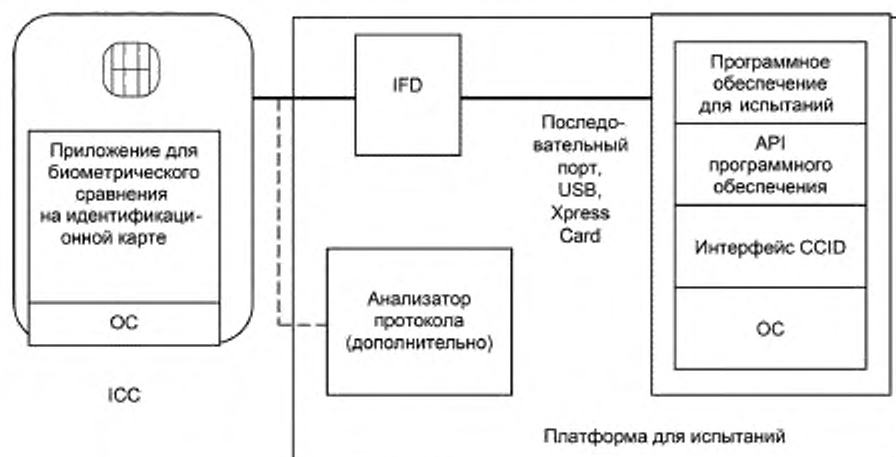 Приложение для
биометрического
сравнения
на идентификаци-
онной карте
ОС
ICC
IFD
Последо-
вательный
порт,
USB,
Xpress
Card
Анализатор
протокола
(дополнительно)
Программное
обеспечение
для испытаний
API
программного
обеспечения
Интерфейс CCID
ОС
Платформа для испытаний